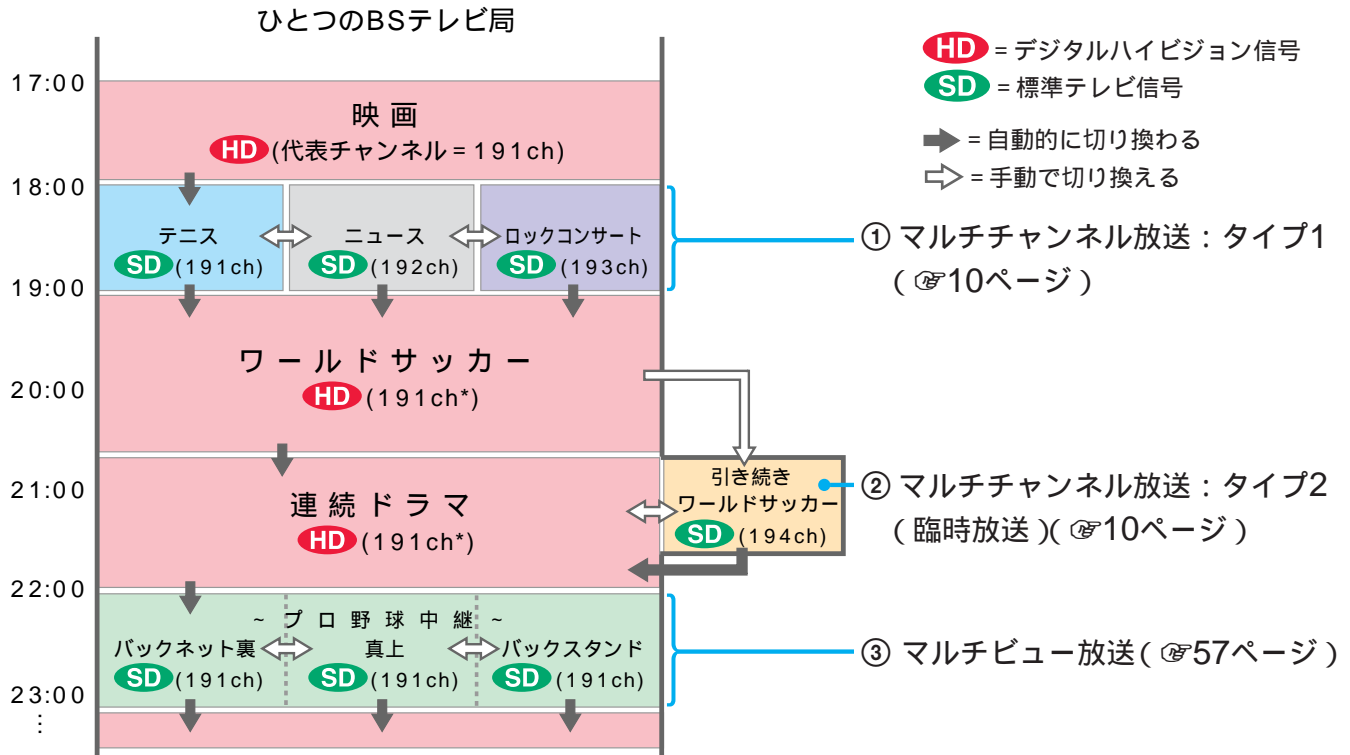 ひとつのBSテレビ局
HD = デジタルハイビジョン信号
SD = 標準テレビ信号
= 自動的に切り換わる
= 手動で切り換える
17:00
映 画
HD (代表チャンネル = 191ch)
18:00
テニス
SD (191ch)
ニュース
SD (192ch)
ロックコンサート
SD (193ch)
① マルチチャンネル放送：タイプ1
（☞10ページ）
19:00
ワ ー ル ド サ ッ カ ー
HD (191ch*)
20:00
21:00
連 続 ド ラ マ
HD (191ch*)
引き続き
ワールドサッカー
SD (194ch)
② マルチチャンネル放送：タイプ2
（臨時放送）(☞10ページ）
22:00
~ プ ロ 野 球 中 継 ~
バックネット裏
SD (191ch)
真上
SD (191ch)
バックスタンド
SD (191ch)
③ マルチビュー放送(☞57ページ）
23:00
⋮